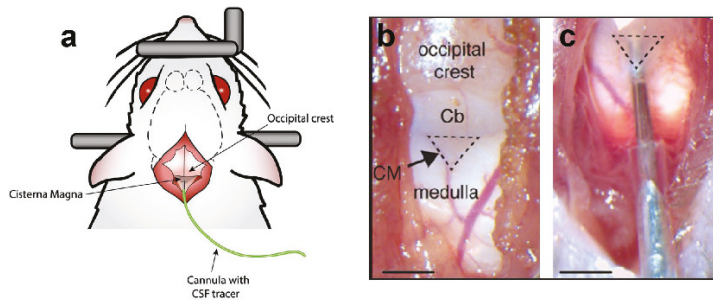 a
Occipital crest
Cisterna Magna
Cannula with
CSF tracer
b
occipital
crest
Cb
CM
medulla
c